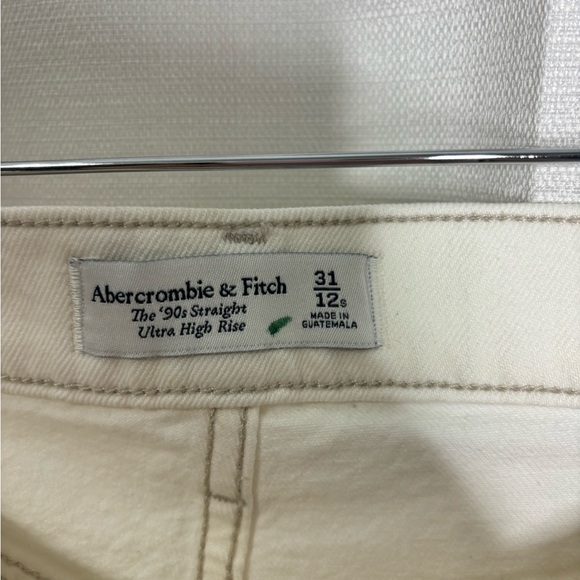 Abercrombie & Fitch
The '90s Straight
Ultra High Rise
31
12s
MADE IN
GUATEMALA